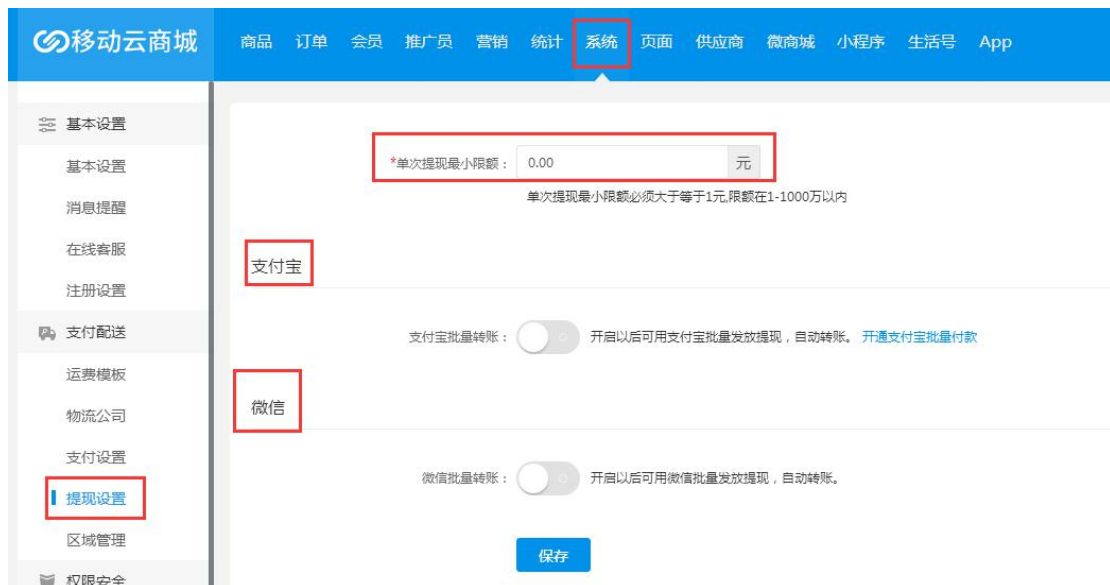 移动云商城
商品 订单 会员 推广员 营销 统计 系统 页面 供应商 微商城 小程序 生活号 App
基本设置
基本设置
消息提醒
在线客服
注册设置
支付配送
运费模板
物流公司
支付设置
提现设置
区域管理
权限安全
*单次提现最小限额： 0.00 元
单次提现最小限额必须大于等于1元,限额在1-1000万以内
支付宝
支付宝批量转账： 开启以后可用支付宝批量发放提现，自动转账。 开通支付宝批量付款
微信
微信批量转账： 开启以后可用微信批量发放提现，自动转账。
保存